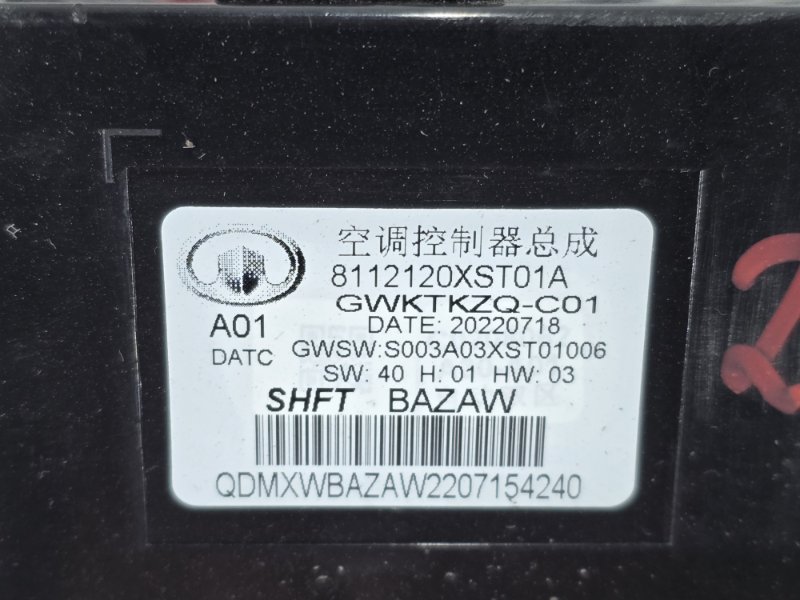 空调控制器总成
8112120XST01A
GWKTKZQ-C01
A01
DATE: 20220718
DATC
GWSW:S003A03XST01006
SW: 40 H: 01 HW: 03
SHFT BAZAW
QDMXWBAZAW2207154240